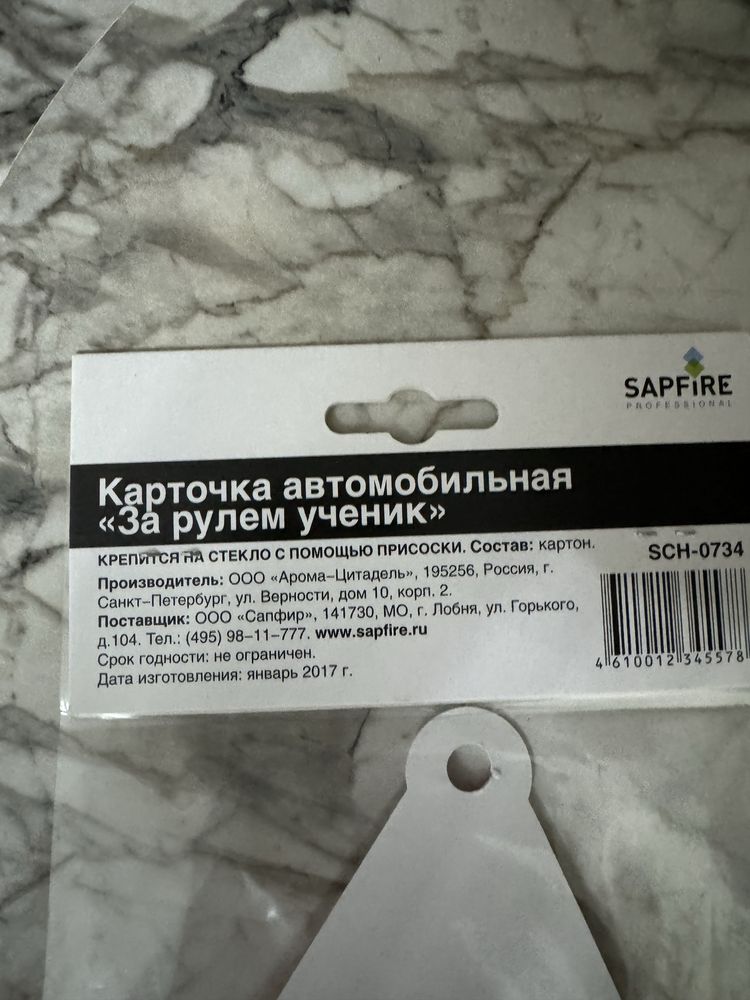 SAPFIRE
PROFESSIONAL
Карточка автомобильная
«За рулем ученик»
КРЕПИТСЯ НА СТЕКЛО С ПОМОЩЬЮ ПРИСОСКИ. Состав: картон.
SCH-0734
Производитель: ООО «Арома–Цитадель», 195256, Россия, г.
Санкт–Петербург, ул. Верности, дом 10, корп. 2.
Поставщик: ООО «Сапфир», 141730, МО, г. Лобня, ул. Горького,
д.104. Тел.: (495) 98–11–777. www.sapfire.ru
Срок годности: не ограничен.
Дата изготовления: январь 2017 г.
4 610012 345578